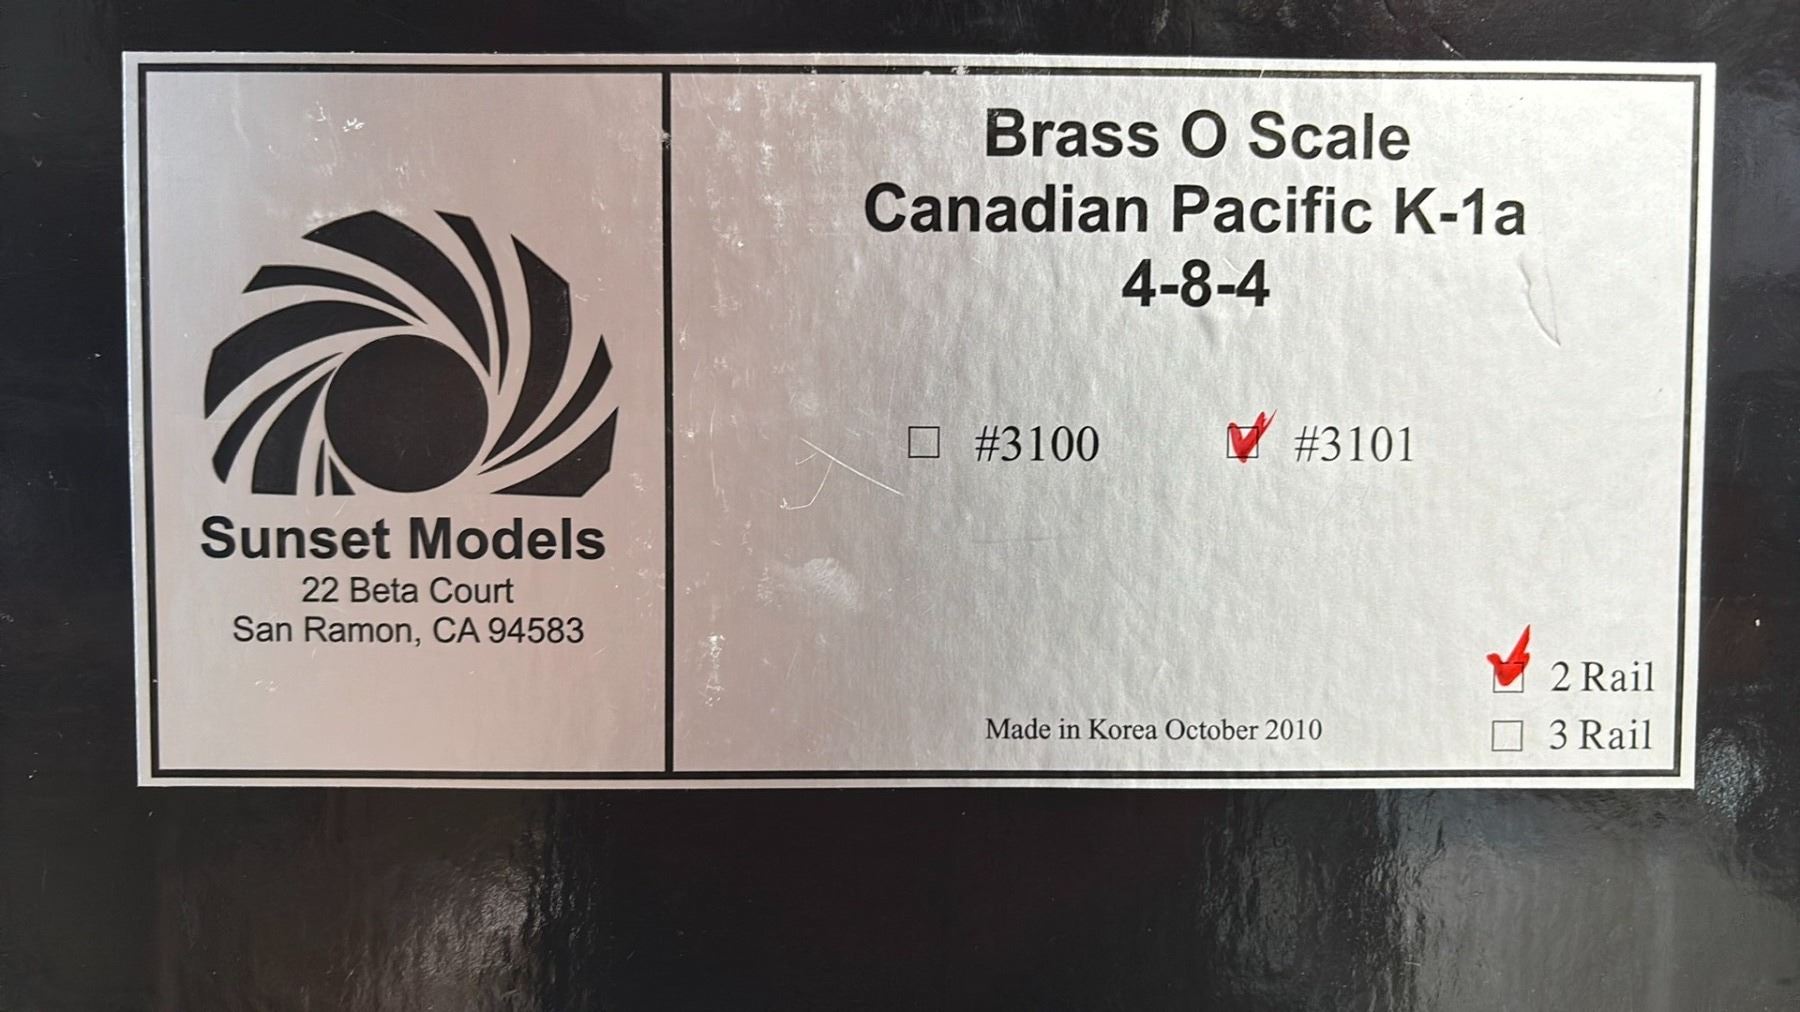 Brass O Scale
Canadian Pacific K-1a
4-8-4
#3100 #3101
Sunset Models
22 Beta Court
San Ramon, CA 94583
2 Rail
Made in Korea October 2010
3 Rail